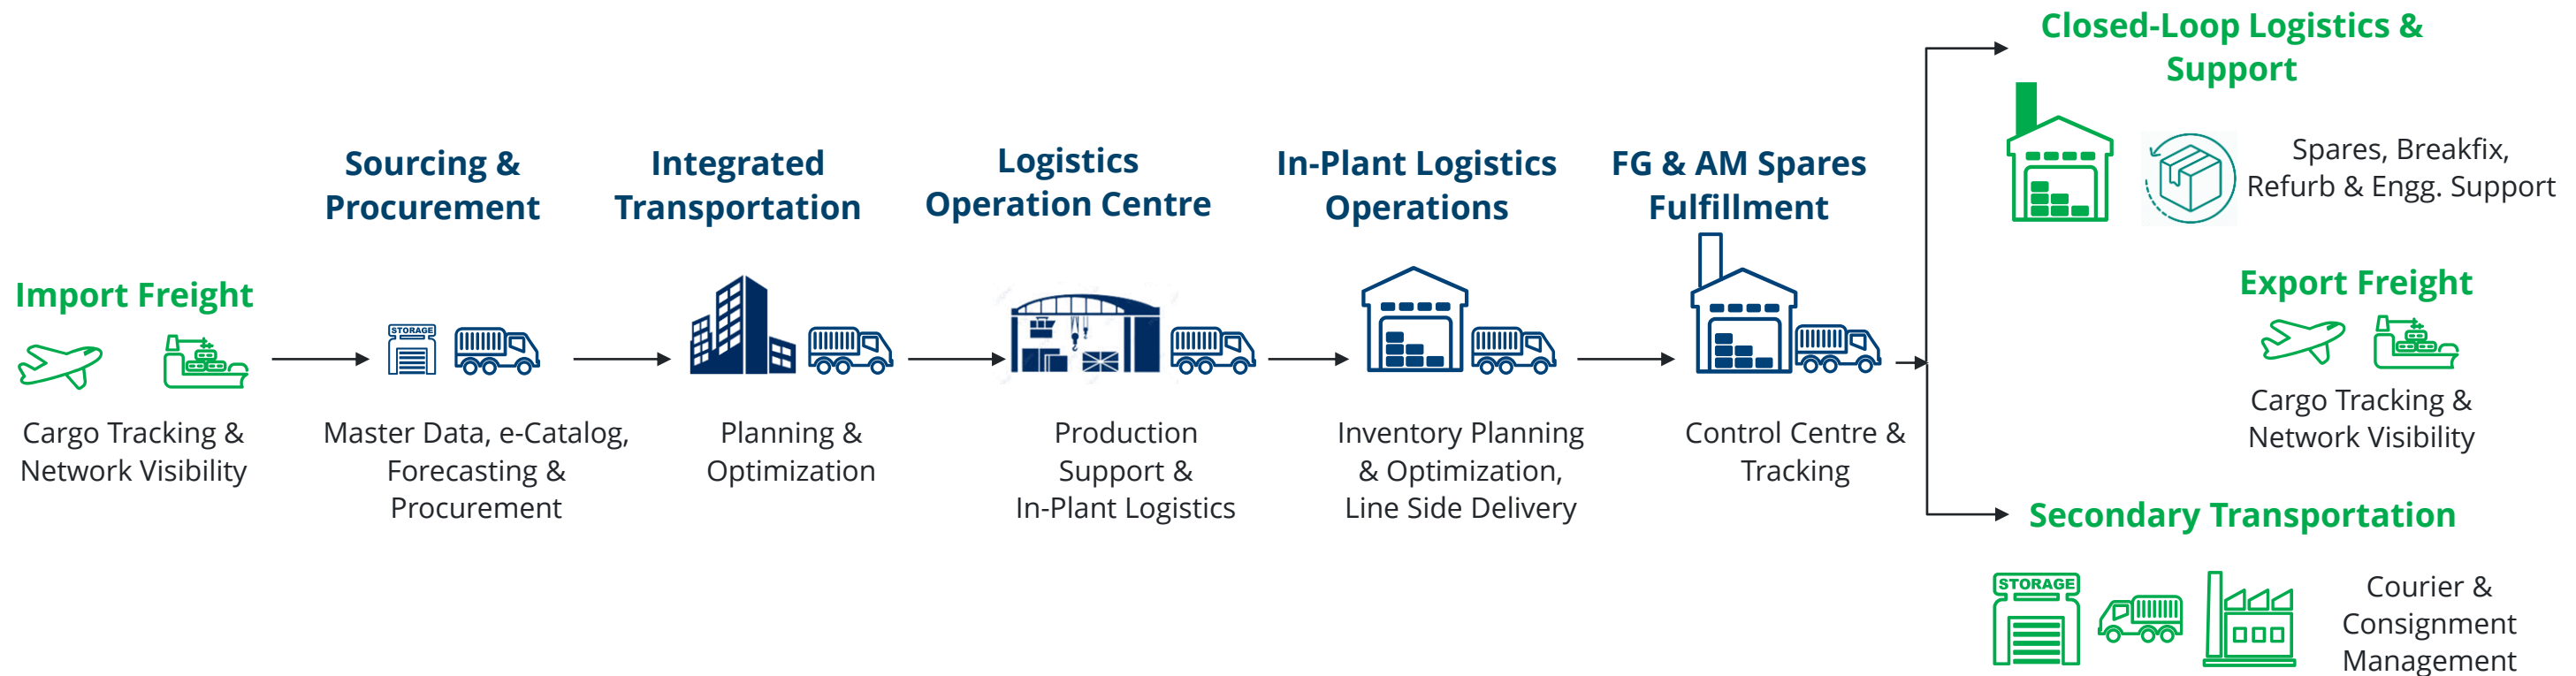 Import Freight
Cargo Tracking &
Network Visibility
Sourcing &
Procurement
STORAGE
Master Data, e-Catalog,
Forecasting &
Procurement
Integrated
Transportation
Planning &
Optimization
Logistics
Operation Centre
Production
Support &
In-Plant Logistics
In-Plant Logistics
Operations
Inventory Planning
& Optimization,
Line Side Delivery
FG & AM Spares
Fulfillment
Control Centre &
Tracking
Closed-Loop Logistics &
Support
Spares, Breakfix,
Refurb & Engg. Support
Export Freight
Cargo Tracking &
Network Visibility
Secondary Transportation
STORAGE
Courier &
Consignment
Management